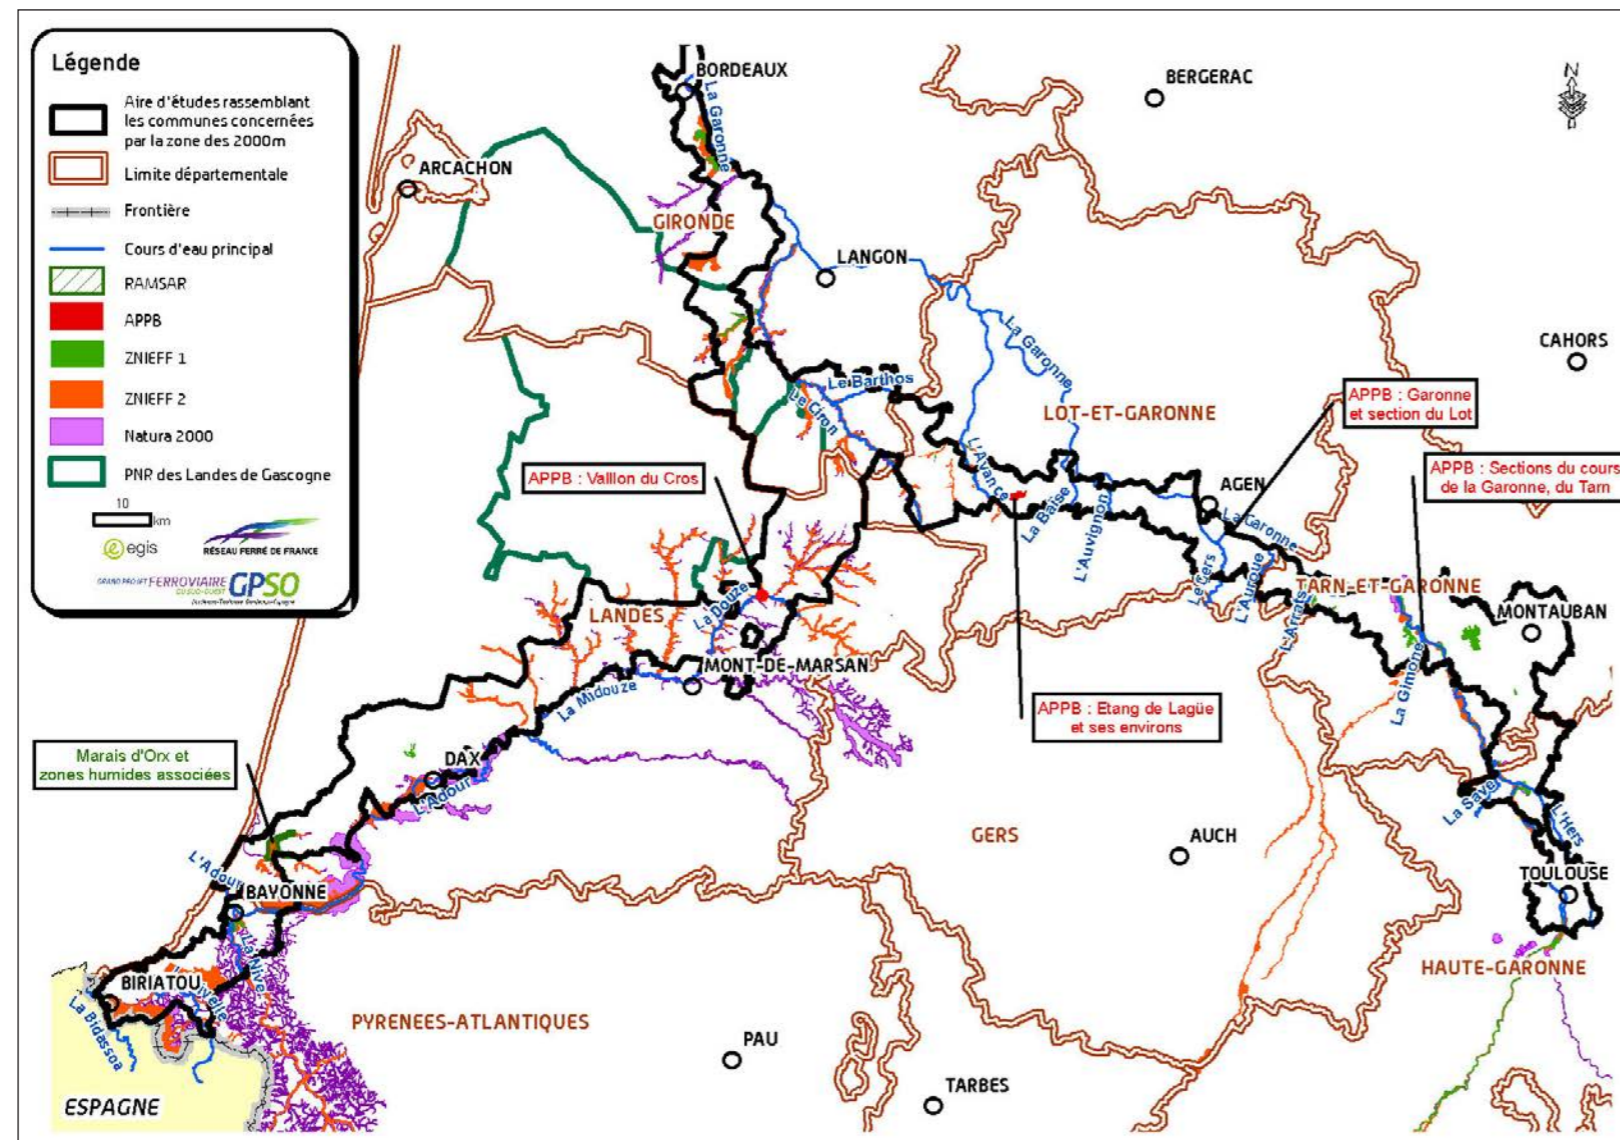 Légende
Aire d'études rassemblant
les communes concernées
par la zone des 2000m
Limite départementale
Frontière
Cours d'eau principal
RAMSAR
APPB
ZNIEFF 1
ZNIEFF 2
Natura 2000
PNR des Landes de Gascogne
10
km
egis
RÉSEAU FERRÉ DE FRANCE
GRAND PROJET FERROVIAIRE
DU SUD-OUEST
GPSO
N
BORDEAUX
La Garonne
BERGERAC
ARCACHON
GIRONDE
LANGON
La Garonne
CAHORS
Le Barthos
Le Ciron
LOT-ET-GARONNE
APPB : Garonne
et section du Lot
APPB : Vallon du Cros
L'Avance
La Baïse
L'Auvignon
AGEN
La Garonne
APPB : Sections du cours
de la Garonne, du Tarn
Le Gers
L'Auroue
L'Arrats
TARN-ET-GARONNE
MONTAUBAN
LANDES
La Douze
MONT-DE-MARSAN
La Midouze
La Gimone
APPB : Etang de Lagüe
et ses environs
Marais d'Orx et
zones humides associées
DAX
L'Adour
La Save
L'Hers
GERS
AUCH
TOULOUSE
L'Adour
BAYONNE
La Nive
HAUTE-GARONNE
BIRIATOU
La Bidassoa
PYRENEES-ATLANTIQUES
PAU
TARBES
ESPAGNE